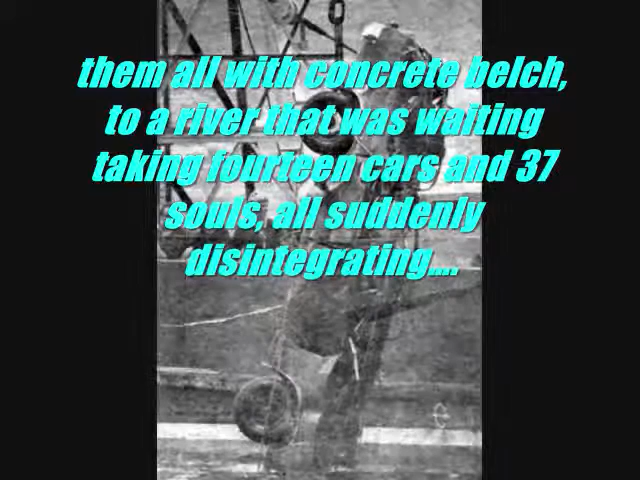 them all with concrete belch,
to a river that was waiting
taking fourteen cars and 37
souls, all suddenly
disintegrating....